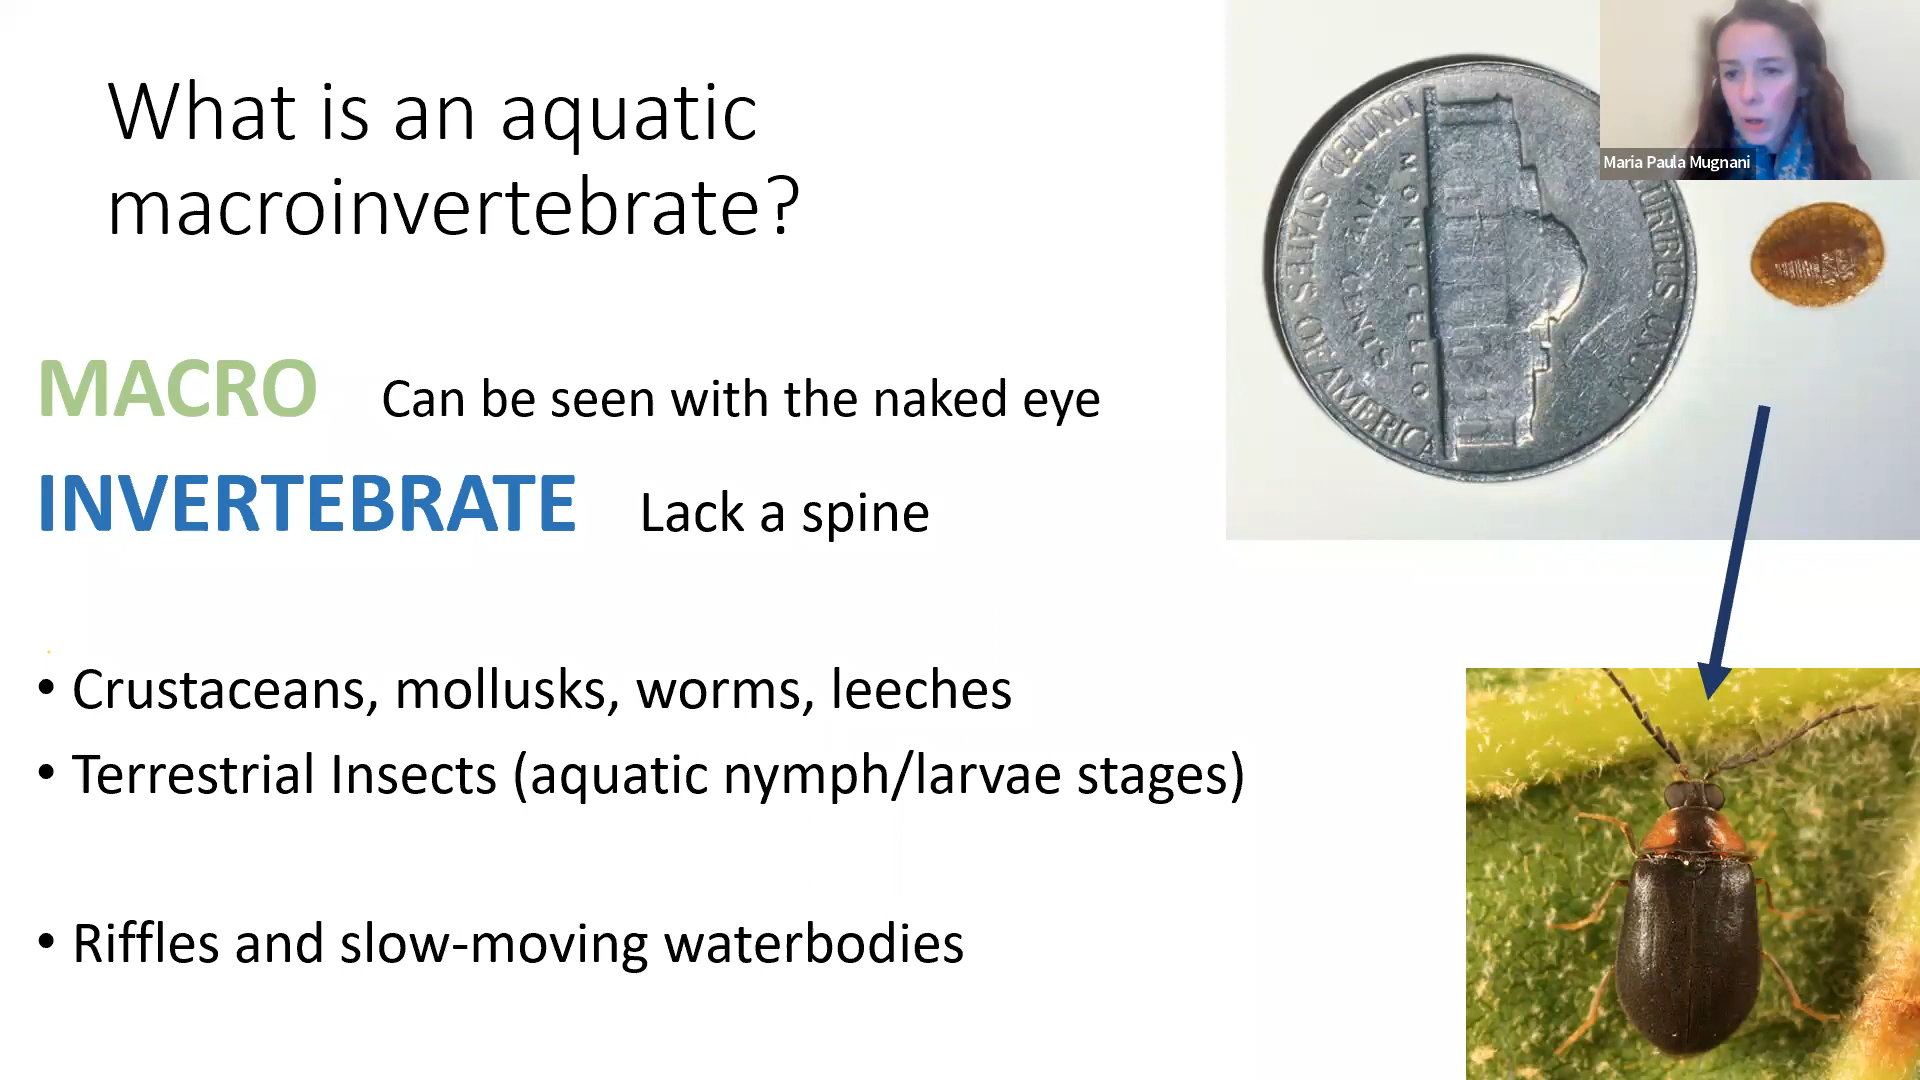 What is an aquatic
macroinvertebrate?
MACRO Can be seen with the naked eye
INVERTEBRATE Lack a spine
• Crustaceans, mollusks, worms, leeches
• Terrestrial Insects (aquatic nymph/larvae stages)
• Riffles and slow-moving waterbodies
UNITED STATES OF AMERICA
CENTS
MONTICELLO
URIBUS UNUM
Maria Paula Mugnani